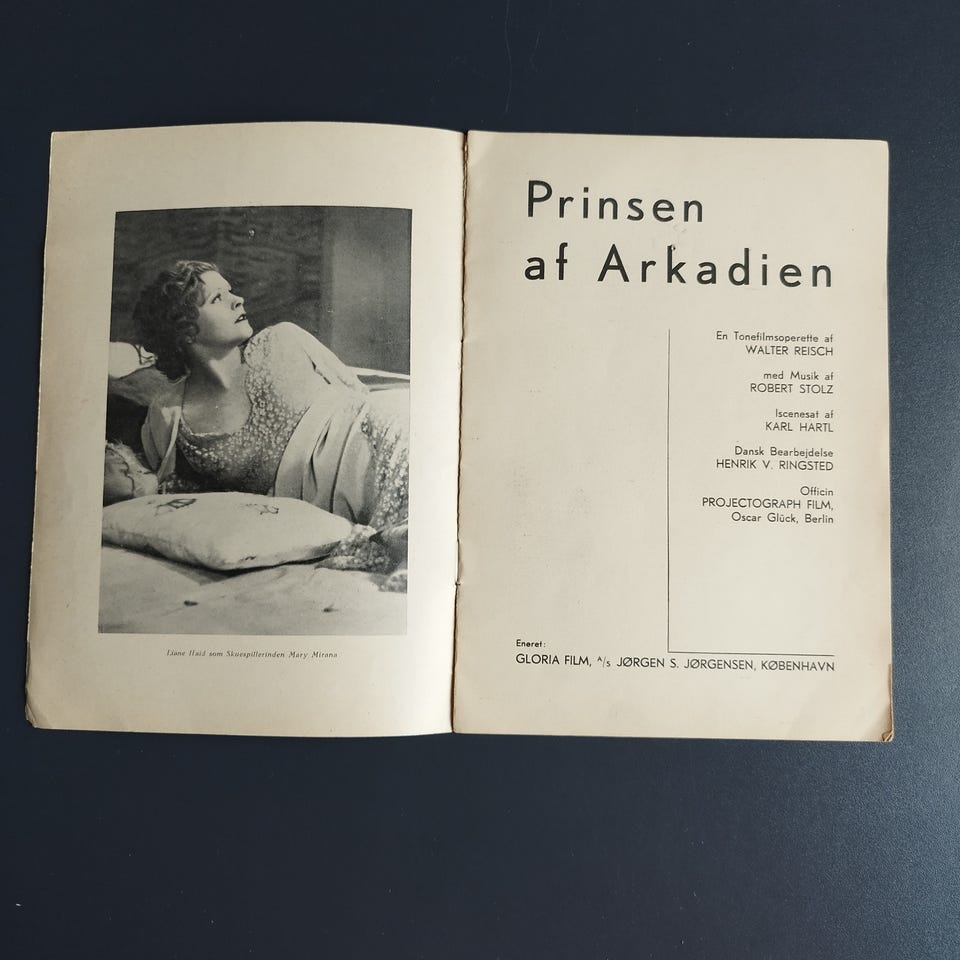 Liane Haid som Skuespillerinden Mary Mirana
Prinsen
af Arkadien
En Tonefilmsoperette af
WALTER REISCH
med Musik af
ROBERT STOLZ
Iscenesat af
KARL HARTL
Dansk Bearbejdelse
HENRIK V. RINGSTED
Officin
PROJECTOGRAPH FILM,
Oscar Glück, Berlin
Eneret:
GLORIA FILM, A/S JØRGEN S. JØRGENSEN, KØBENHAVN